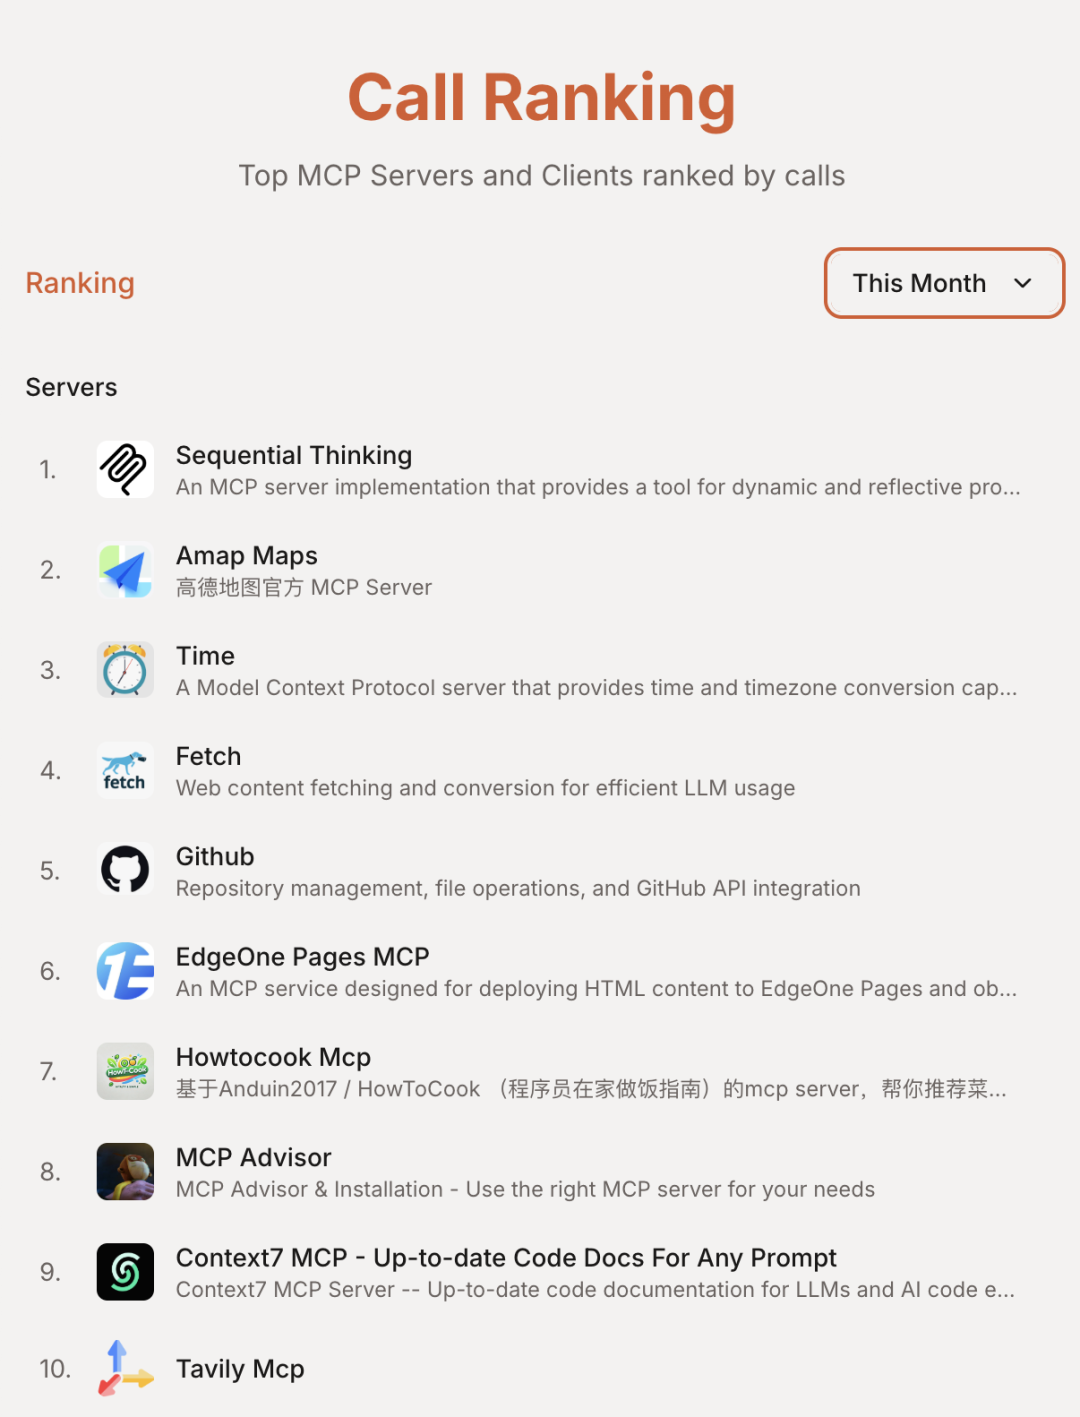 Call Ranking
Top MCP Servers and Clients ranked by calls
Ranking
This Month
Servers
1.
Sequential Thinking
An MCP server implementation that provides a tool for dynamic and reflective pro...
2.
Amap Maps
高德地图官方 MCP Server
3.
Time
A Model Context Protocol server that provides time and timezone conversion cap...
4.
fetch
Fetch
Web content fetching and conversion for efficient LLM usage
5.
Github
Repository management, file operations, and GitHub API integration
6.
EdgeOne Pages MCP
An MCP service designed for deploying HTML content to EdgeOne Pages and ob...
7.
Howtocook Mcp
基于Anduin2017 / HowToCook （程序员在家做饭指南）的mcp server，帮你推荐菜...
8.
MCP Advisor
MCP Advisor & Installation - Use the right MCP server for your needs
9.
Context7 MCP - Up-to-date Code Docs For Any Prompt
Context7 MCP Server -- Up-to-date code documentation for LLMs and AI code e...
10.
Tavily Mcp